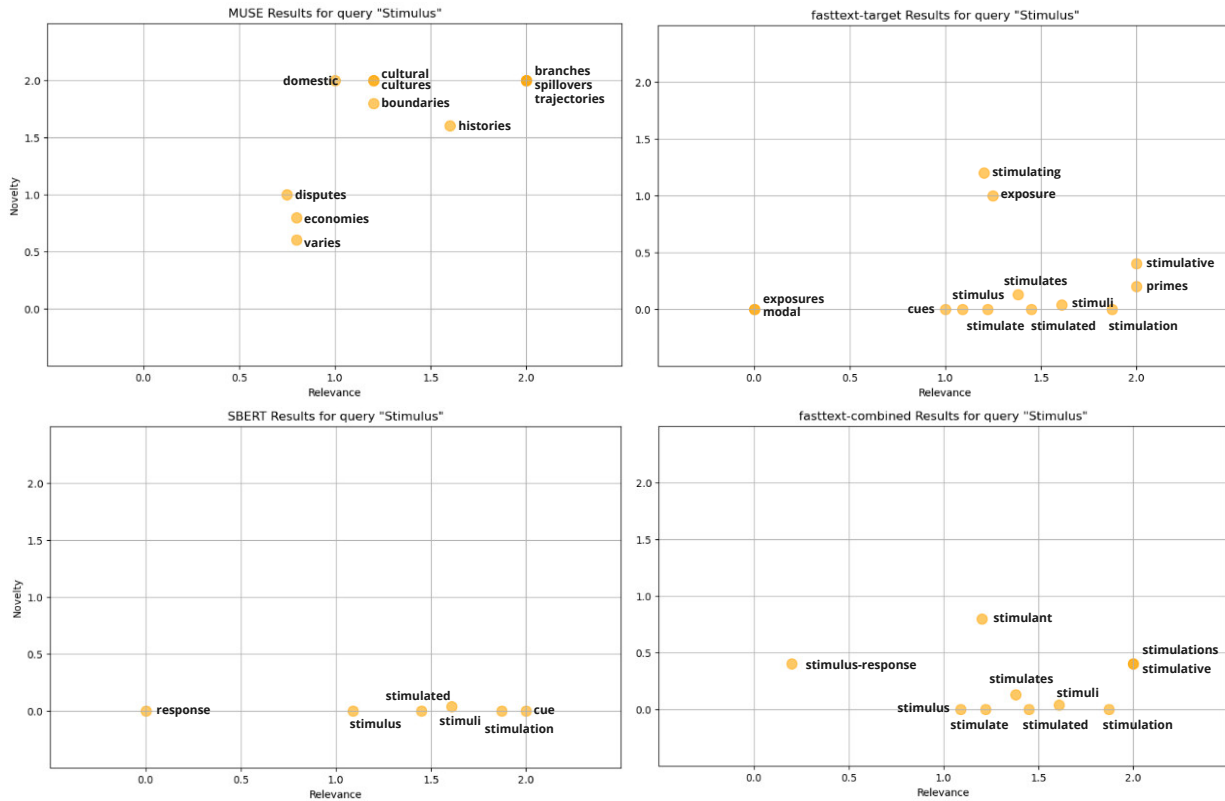 MUSE Results for query "Stimulus"
2.0
1.5
1.0
0.5
0.0
Novelty
domestic
cultural
cultures
boundaries
branches
spillovers
trajectories
histories
disputes
economies
varies
0.0 0.5 1.0 1.5 2.0
Relevance
fasttext-target Results for query "Stimulus"
2.0
1.5
1.0
0.5
0.0
stimulating
exposure
stimulative
primes
stimulates
stimulus
stimuli
exposures
modal
cues
stimulate
stimulated
stimulation
0.0 0.5 1.0 1.5 2.0
Relevance
SBERT Results for query "Stimulus"
2.0
1.5
1.0
0.5
0.0
Novelty
response
stimulated
stimulus
stimuli
stimulation
cue
0.0 0.5 1.0 1.5 2.0
Relevance
fasttext-combined Results for query "Stimulus"
2.0
1.5
1.0
0.5
0.0
stimulant
stimulus-response
stimulations
stimulative
stimulates
stimuli
stimulus
stimulate
stimulated
stimulation
0.0 0.5 1.0 1.5 2.0
Relevance